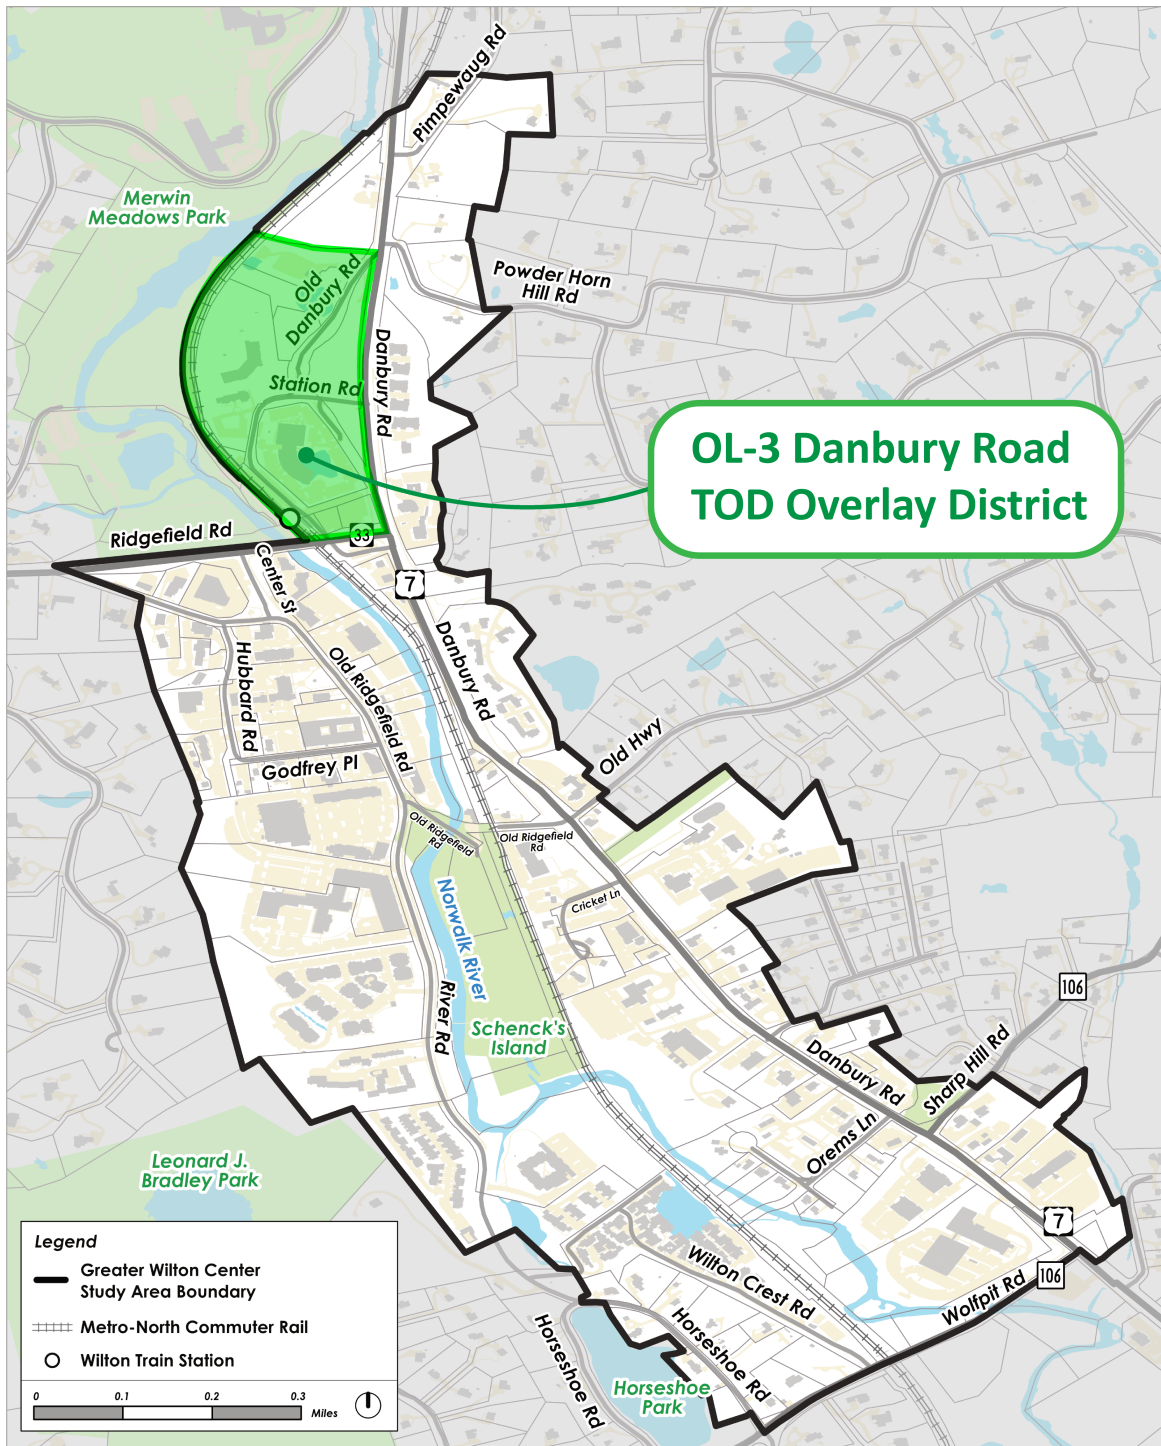 Pimpewaug Rd
Merwin
Meadows Park
Old
Danbury Rd
Powder Horn
Hill Rd
Danbury Rd
Station Rd
OL-3 Danbury Road
TOD Overlay District
Ridgefield Rd
33
Center St
7
Hubbard Rd
Old Ridgefield Rd
Danbury Rd
Godfrey Pl
Old Hwy
Old Ridgefield
Rd
Old Ridgefield
Rd
Cricket Ln
Norwalk River
River Rd
106
Schenck's
Island
Danbury Rd
Sharp Hill Rd
Orems Ln
Leonard J.
Bradley Park
7
106
Wilton Crest Rd
Wolfpit Rd
Horseshoe Rd
Horseshoe Rd
Horseshoe
Park
Legend
Greater Wilton Center
Study Area Boundary
Metro-North Commuter Rail
Wilton Train Station
0 0.1 0.2 0.3
Miles